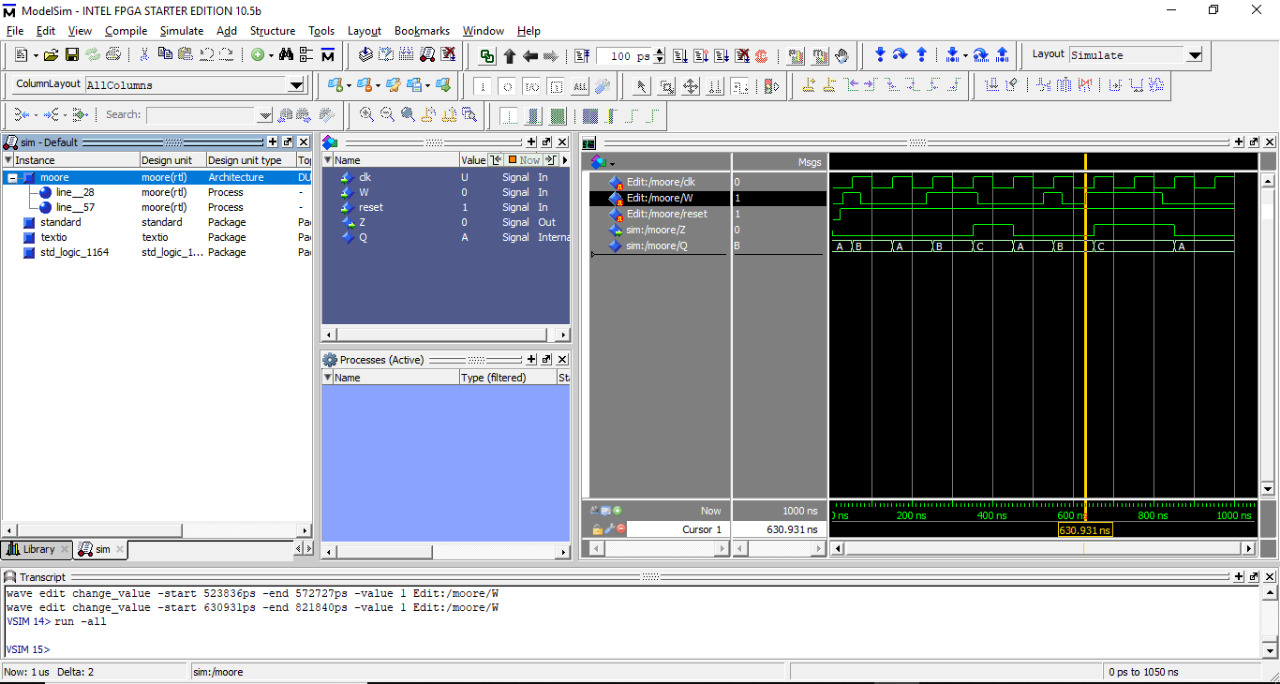 ModelSim - INTEL FPGA STARTER EDITION 10.5b
File Edit View Compile Simulate Add Structure Tools Layout Bookmarks Window Help
100 ps
Layout Simulate
ColumnLayout AllColumns
ALL
Search:
sim - Default
Instance Design unit Design unit type To
moore moore(rtl) Architecture DU
line__28 moore(rtl) Process -
line__57 moore(rtl) Process -
standard standard Package Pac
textio textio Package Pac
std_logic_1164 std_logic_1... Package Pac
Name Value Now
clk U Signal In
W 0 Signal In
reset 1 Signal In
Z 0 Signal Out
Q A Signal Interna
Processes (Active)
Name Type (filtered) St
Msgs
Edit:/moore/clk 0
Edit:/moore/W 1
Edit:/moore/reset 1
sim:/moore/Z 0
sim:/moore/Q B
A B A B C A B C A
Now 1000 ns
Cursor 1 630.931 ns
ns 200 ns 400 ns 600 ns 800 ns 1000 ns
630.931 ns
Library sim
Transcript
wave edit change_value -start 523836ps -end 572727ps -value 1 Edit:/moore/W
wave edit change_value -start 630931ps -end 821840ps -value 1 Edit:/moore/W
VSIM 14> run -all
VSIM 15>
Now: 1 us Delta: 2
sim:/moore
0 ps to 1050 ns